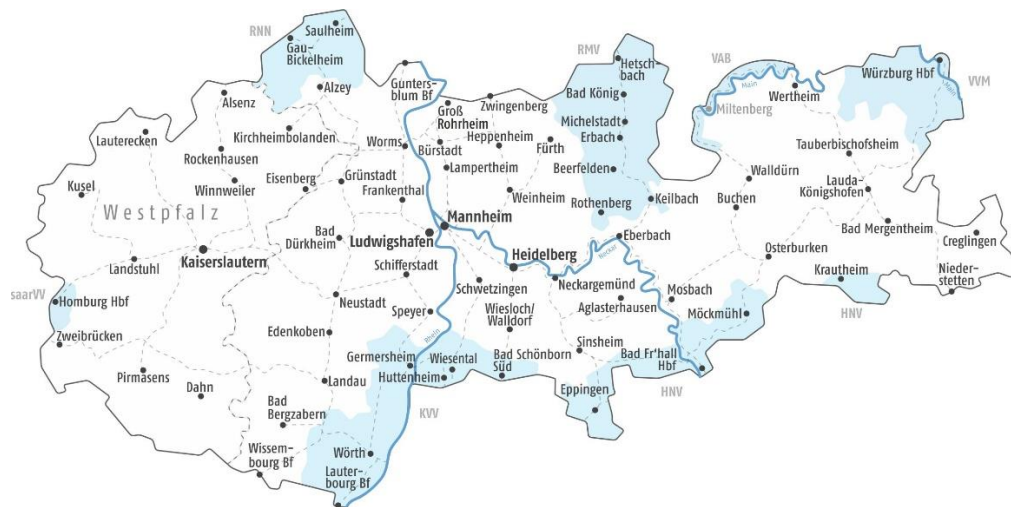 RNN
Saulheim
Gau-
Bickelheim
Alzey
Alsenz
Lauterecken
Kirchheimbolanden
Rockenhausen
Kusel
Winnweiler
Eisenberg
Westpfalz
Kaiserslautern
Landstuhl
saarVV
Homburg Hbf
Zweibrücken
Pirmasens
Dahn
Gunters-
blum Bf
Worms
Grünstadt
Frankenthal
Bad
Dürkheim
Ludwigshafen
Schifferstadt
Neustadt
Speyer
Edenkoben
Germersheim
Landau
Bad
Bergzabern
Wissem-
bourg Bf
Wörth
Lauter-
bourg Bf
Rhein
KVV
Groß
Rohrheim
Zwingenberg
Heppenheim
Bürstadt
Fürth
Lampertheim
Weinheim
Mannheim
Heidelberg
Schwetzingen
Wiesloch/
Walldorf
Wiesental
Huttenheim
Bad Schönborn
Süd
RMV
Hetsch-
bach
Bad König
Michelstadt
Erbach
Beerfelden
Rothenberg
Keilbach
Eberbach
Neckar
Neckargemünd
Aglasterhausen
Sinsheim
Mosbach
Bad Fr'hall
Hbf
Eppingen
HNV
Möckmühl
VAB
Main
Miltenberg
Wertheim
Würzburg Hbf
Main
VVM
Tauberbischofsheim
Walldürn
Lauda-
Königshofen
Buchen
Bad Mergentheim
Creglingen
Osterburken
Krautheim
Nieder-
stetten
HNV